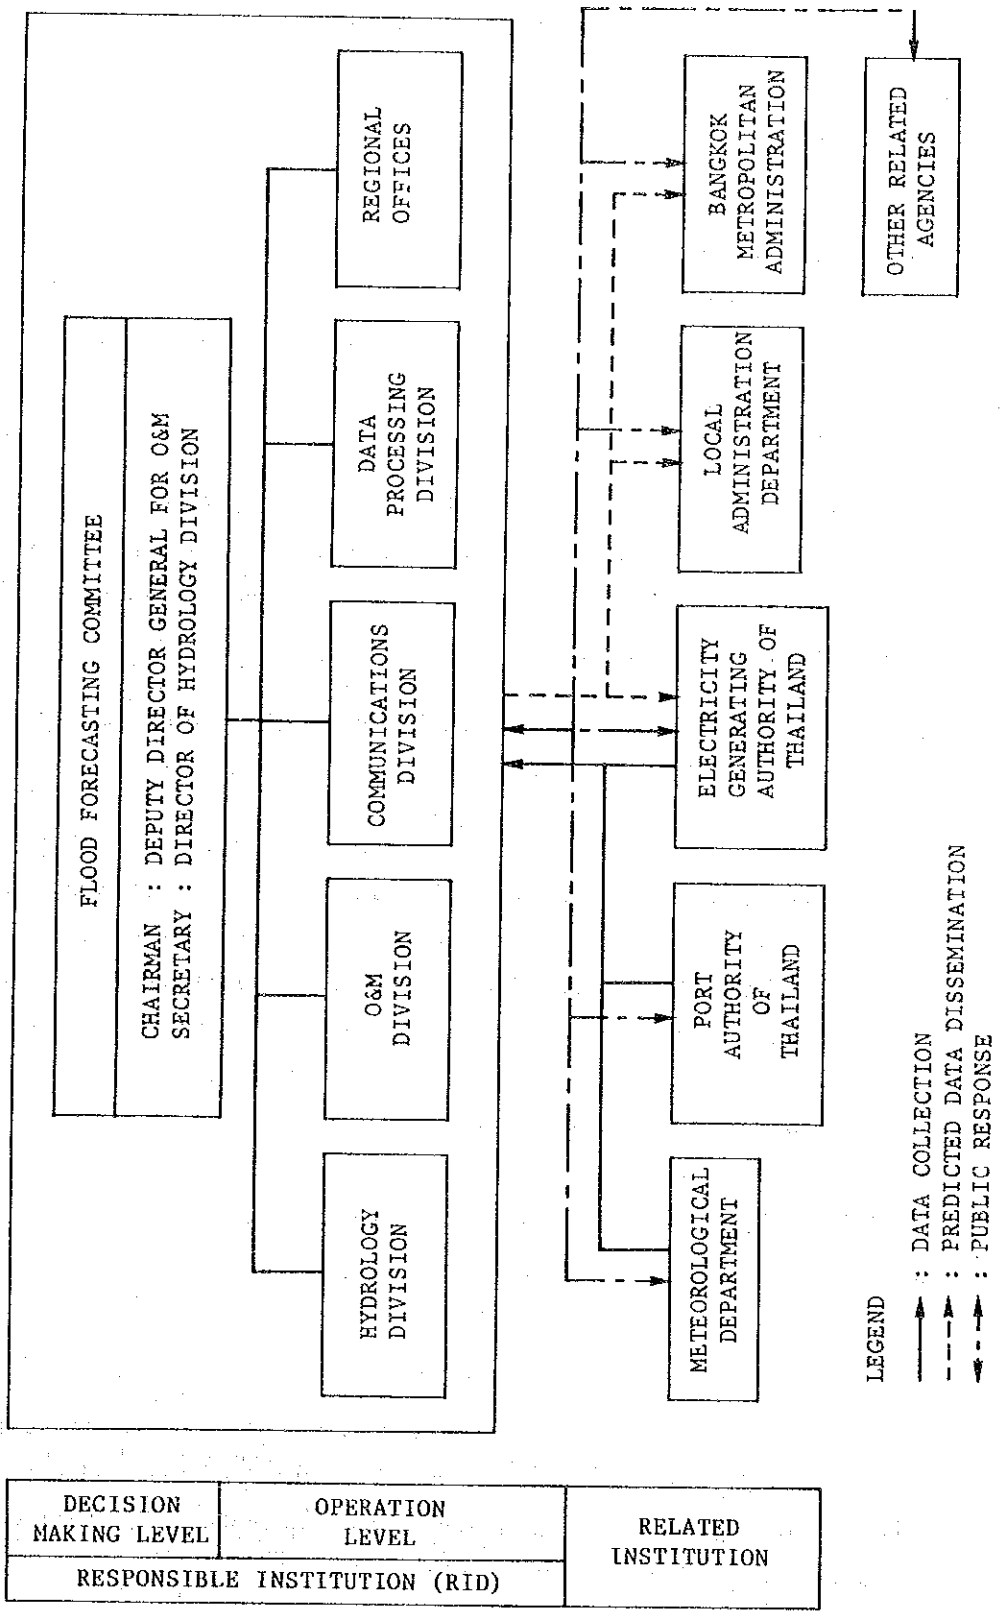 DECISION
MAKING LEVEL
OPERATION
LEVEL
RESPONSIBLE INSTITUTION (RID)
RELATED
INSTITUTION
FLOOD FORECASTING COMMITTEE
CHAIRMAN : DEPUTY DIRECTOR GENERAL FOR O&M
SECRETARY : DIRECTOR OF HYDROLOGY DIVISION
HYDROLOGY
DIVISION
O&M
DIVISION
COMMUNICATIONS
DIVISION
DATA
PROCESSING
DIVISION
REGIONAL
OFFICES
METEOROLOGICAL
DEPARTMENT
PORT
AUTHORITY
OF
THAILAND
ELECTRICITY
GENERATING
AUTHORITY OF
THAILAND
LOCAL
ADMINISTRATION
DEPARTMENT
BANGKOK
METROPOLITAN
ADMINISTRATION
OTHER RELATED
AGENCIES
LEGEND
: DATA COLLECTION
: PREDICTED DATA DISSEMINATION
: PUBLIC RESPONSE